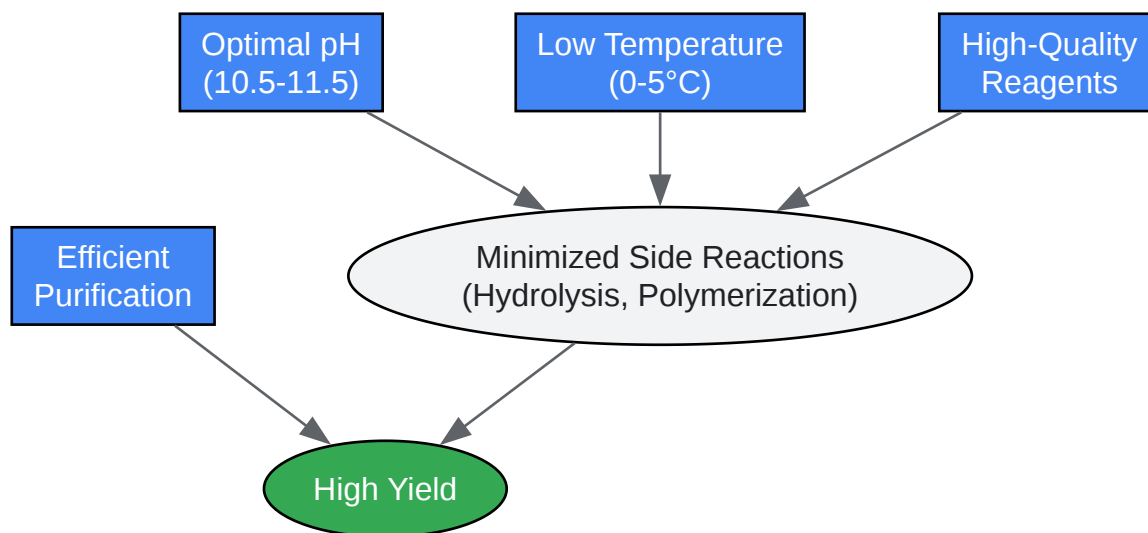 Optimal pH
(10.5-11.5)
Low Temperature
(0-5°C)
High-Quality
Reagents
Efficient
Purification
Minimized Side Reactions
(Hydrolysis, Polymerization)
High Yield